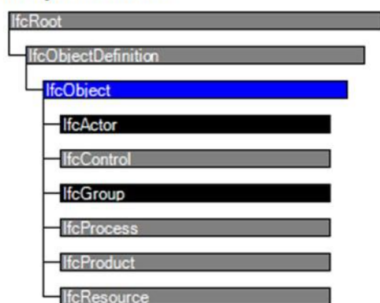 IfcRoot
IfcObjectDefinition
IfcObject
IfcActor
IfcControl
IfcGroup
IfcProcess
IfcProduct
IfcResource